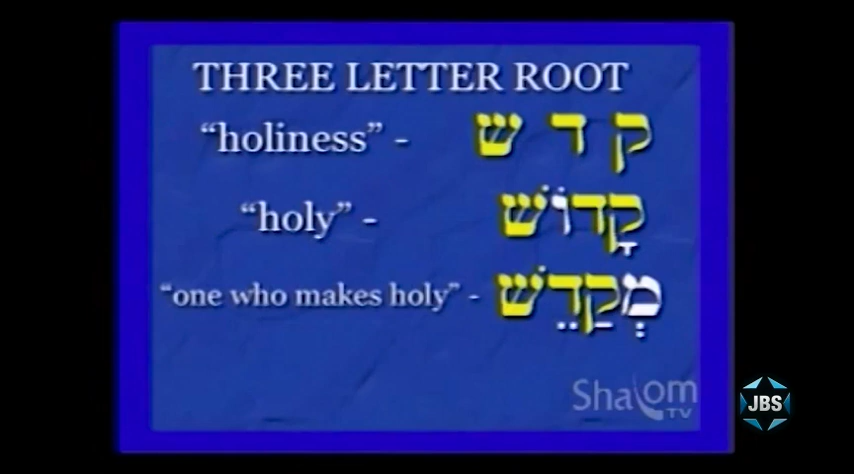 THREE LETTER ROOT
“holiness” - ק ד ש
“holy” - קָדוֹשׁ
“one who makes holy” - מְקַדֵשׁ
Shalom TV
JBS